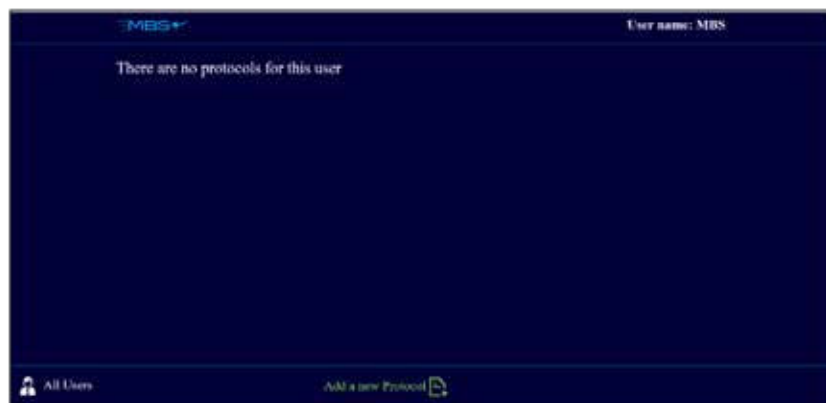 MBS
User name: MBS
There are no protocols for this user
All Users
Add a new Protocol